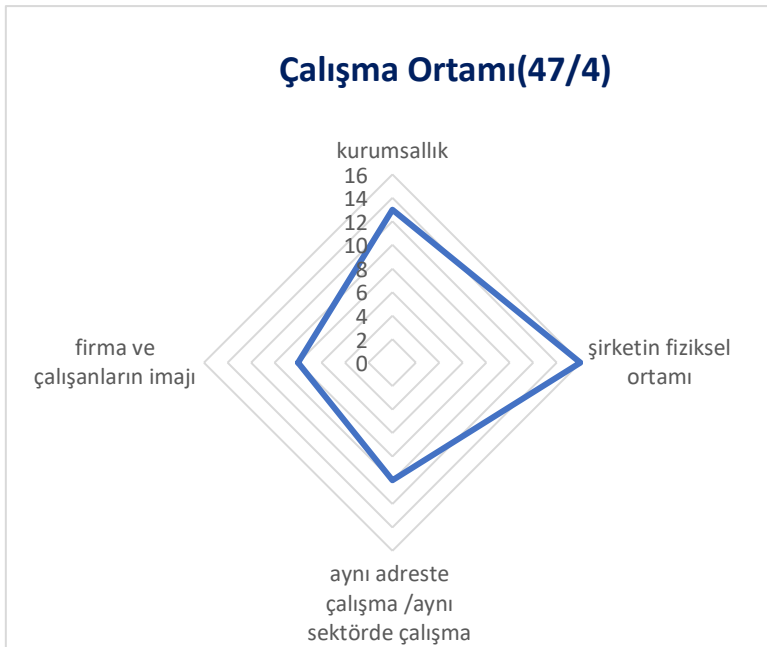 Çalışma Ortamı(47/4)
kurumsallık
16
14
12
10
8
6
4
2
0
şirketin fiziksel
ortamı
firma ve
çalışanların imajı
aynı adreste
çalışma /aynı
sektörde çalışma